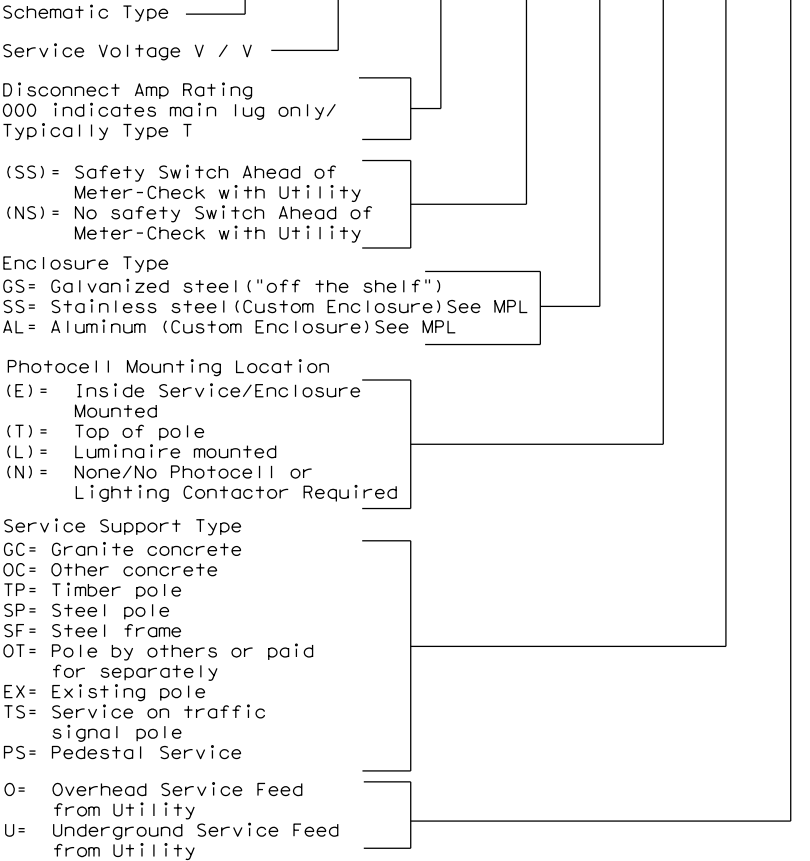 Schematic Type
Service Voltage V / V
Disconnect Amp Rating
000 indicates main lug only/
Typically Type T
(SS)= Safety Switch Ahead of
Meter-Check with Utility
(NS)= No safety Switch Ahead of
Meter-Check with Utility
Enclosure Type
GS= Galvanized steel("off the shelf")
SS= Stainless steel(Custom Enclosure)See MPL
AL= Aluminum (Custom Enclosure)See MPL
Photocell Mounting Location
(E)= Inside Service/Enclosure
Mounted
(T)= Top of pole
(L)= Luminaire mounted
(N)= None/No Photocell or
Lighting Contactor Required
Service Support Type
GC= Granite concrete
OC= Other concrete
TP= Timber pole
SP= Steel pole
SF= Steel frame
OT= Pole by others or paid
for separately
EX= Existing pole
TS= Service on traffic
signal pole
PS= Pedestal Service
O= Overhead Service Feed
from Utility
U= Underground Service Feed
from Utility